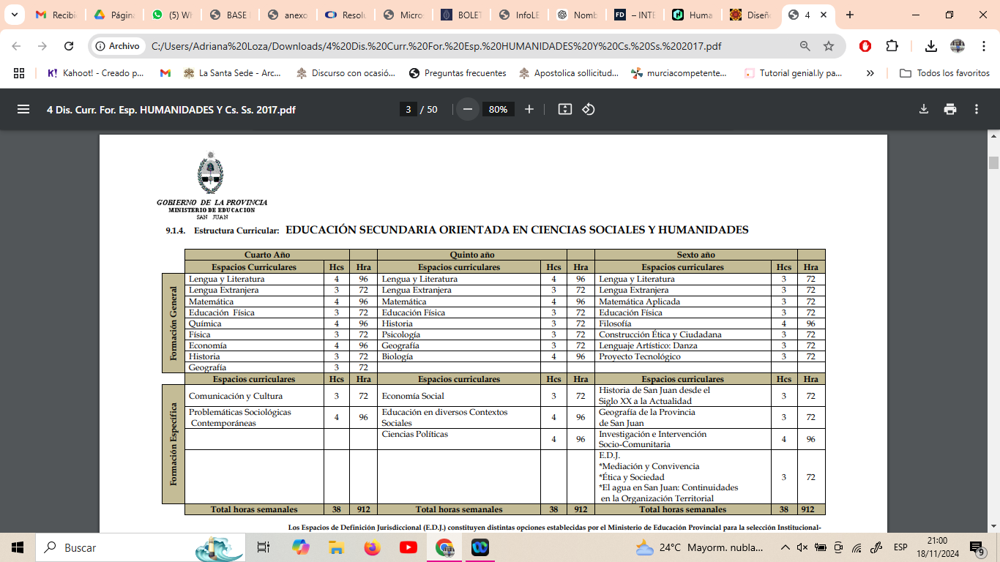 Recibi
Págin
(5) W
BASE
anexo
Resolu
Micro
BOLET
InfoLE
Nomb
– INTE
Huma
Diseño
4
Archivo
C:/Users/Adriana%20Loza/Downloads/4%20Dis.%20Curr.%20For.%20Esp.%20HUMANIDADES%20Y%20Cs.%20Ss.%202017.pdf
Kahoot! - Creado p...
La Santa Sede - Arc...
Discurso con ocasió...
Preguntas frecuentes
Apostolica sollicitud...
murciacompetente...
Tutorial genial.ly pa...
Todos los favoritos
4 Dis. Curr. For. Esp. HUMANIDADES Y Cs. Ss. 2017.pdf
3 / 50
80%
GOBIERNO DE LA PROVINCIA
MINISTERIO DE EDUCACION
SAN JUAN
9.1.4. Estructura Curricular: EDUCACIÓN SECUNDARIA ORIENTADA EN CIENCIAS SOCIALES Y HUMANIDADES
Cuarto Año Quinto año Sexto año
Espacios Curriculares Hcs Hra Espacios curriculares Hcs Hra Espacios curriculares Hcs Hra
Formación General
Lengua y Literatura 4 96 Lengua y Literatura 4 96 Lengua y Literatura 3 72
Lengua Extranjera 3 72 Lengua Extranjera 3 72 Lengua Extranjera 3 72
Matemática 4 96 Matemática 4 96 Matemática Aplicada 3 72
Educación Física 3 72 Educación Física 3 72 Educación Física 3 72
Química 4 96 Historia 3 72 Filosofía 4 96
Física 3 72 Psicología 3 72 Construcción Ética y Ciudadana 3 72
Economía 4 96 Geografía 3 72 Lenguaje Artístico: Danza 3 72
Historia 3 72 Biología 4 96 Proyecto Tecnológico 3 72
Geografía 3 72
Espacios curriculares Hcs Hra Espacios curriculares Hcs Hra Espacios curriculares Hcs Hra
Formación Específica
Comunicación y Cultura 3 72 Economía Social 3 72 Historia de San Juan desde el
Siglo XX a la Actualidad 3 72
Problemáticas Sociológicas
Contemporáneas 4 96 Educación en diversos Contextos
Sociales 4 96 Geografía de la Provincia
de San Juan 3 72
Ciencias Políticas 4 96 Investigación e Intervención
Socio-Comunitaria 4 96
E.D.J.
*Mediación y Convivencia
*Ética y Sociedad 3 72
*El agua en San Juan: Continuidades
en la Organización Territorial
Total horas semanales 38 912 Total horas semanales 38 912 Total horas semanales 38 912
Los Espacios de Definición Jurisdiccional (E.D.J.) constituyen distintas opciones establecidas por el Ministerio de Educación Provincial para la selección Institucional-
Buscar
24°C Mayorm. nubla...
ESP
21:00
18/11/2024
9